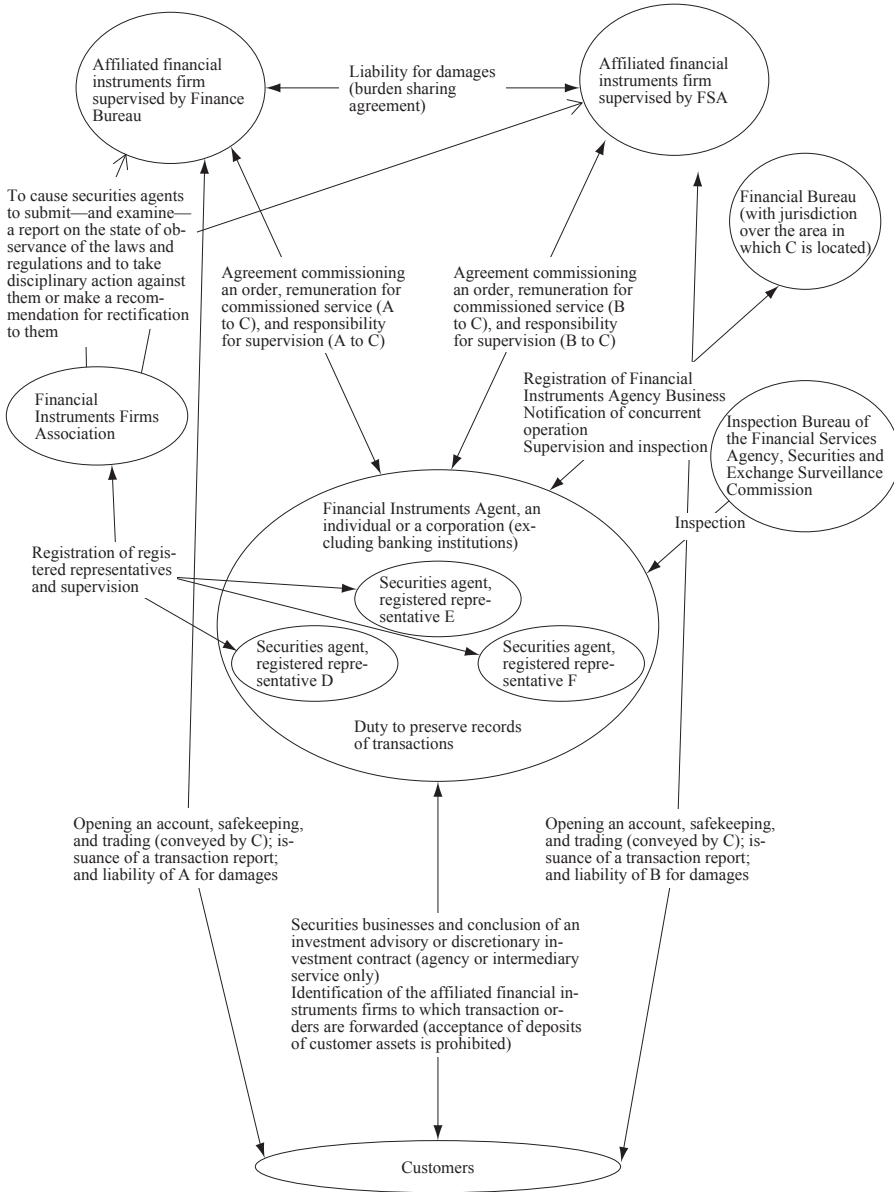 Affiliated financial
instruments firm
supervised by Finance
Bureau
Liability for damages
(burden sharing
agreement)
Affiliated financial
instruments firm
supervised by FSA
To cause securities agents
to submit—and examine—
a report on the state of ob-
servance of the laws and
regulations and to take
disciplinary action against
them or make a recom-
mendation for rectification
to them
Financial Bureau
(with jurisdiction
over the area in
which C is located)
Agreement commissioning
an order, remuneration for
commissioned service (A
to C), and responsibility
for supervision (A to C)
Agreement commissioning
an order, remuneration for
commissioned service (B
to C), and responsibility
for supervision (B to C)
Financial
Instruments Firms
Association
Registration of Financial
Instruments Agency Business
Notification of concurrent
operation
Supervision and inspection
Inspection Bureau of
the Financial Services
Agency, Securities and
Exchange Surveillance
Commission
Financial Instruments Agent, an
individual or a corporation (ex-
cluding banking institutions)
Inspection
Registration of regis-
tered representatives
and supervision
Securities agent,
registered repre-
sentative E
Securities agent,
registered repre-
sentative D
Securities agent,
registered repre-
sentative F
Duty to preserve records
of transactions
Opening an account, safekeeping,
and trading (conveyed by C); is-
suance of a transaction report;
and liability of A for damages
Opening an account, safekeeping,
and trading (conveyed by C); is-
suance of a transaction report;
and liability of B for damages
Securities businesses and conclusion of an
investment advisory or discretionary in-
vestment contract (agency or intermediary
service only)
Identification of the affiliated financial in-
struments firms to which transaction or-
ders are forwarded (acceptance of deposits
of customer assets is prohibited)
Customers